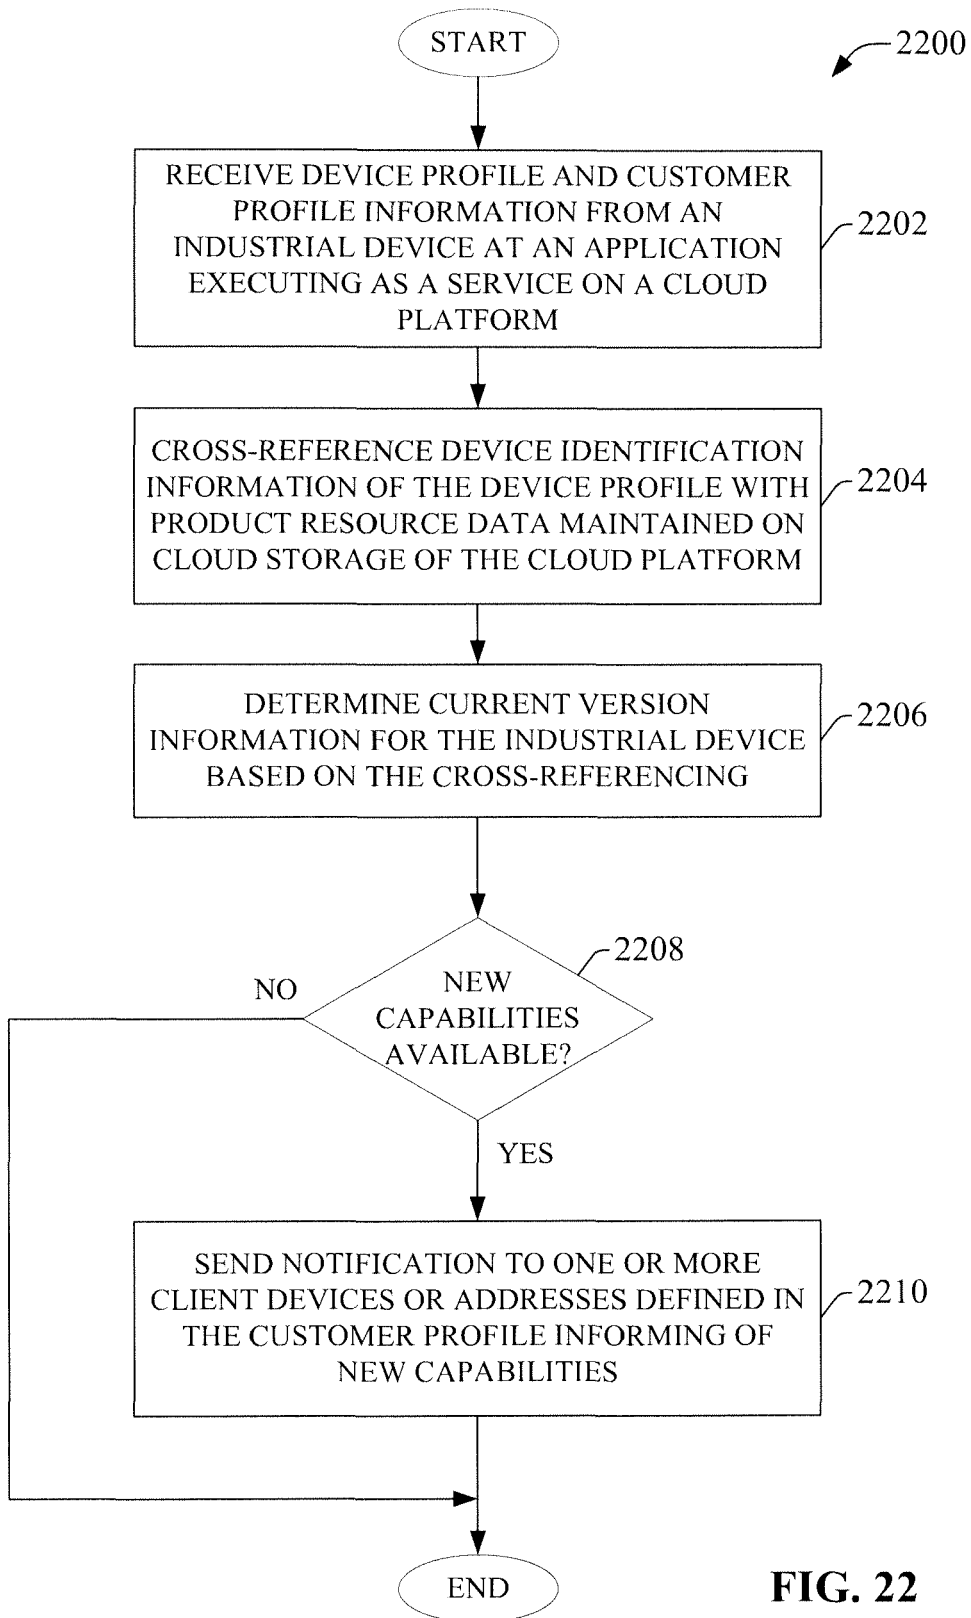 START
2200
RECEIVE DEVICE PROFILE AND CUSTOMER
PROFILE INFORMATION FROM AN
INDUSTRIAL DEVICE AT AN APPLICATION
EXECUTING AS A SERVICE ON A CLOUD
PLATFORM
2202
CROSS-REFERENCE DEVICE IDENTIFICATION
INFORMATION OF THE DEVICE PROFILE WITH
PRODUCT RESOURCE DATA MAINTAINED ON
CLOUD STORAGE OF THE CLOUD PLATFORM
2204
DETERMINE CURRENT VERSION
INFORMATION FOR THE INDUSTRIAL DEVICE
BASED ON THE CROSS-REFERENCING
2206
2208
NO
NEW
CAPABILITIES
AVAILABLE?
YES
SEND NOTIFICATION TO ONE OR MORE
CLIENT DEVICES OR ADDRESSES DEFINED IN
THE CUSTOMER PROFILE INFORMING OF
NEW CAPABILITIES
2210
END
FIG. 22